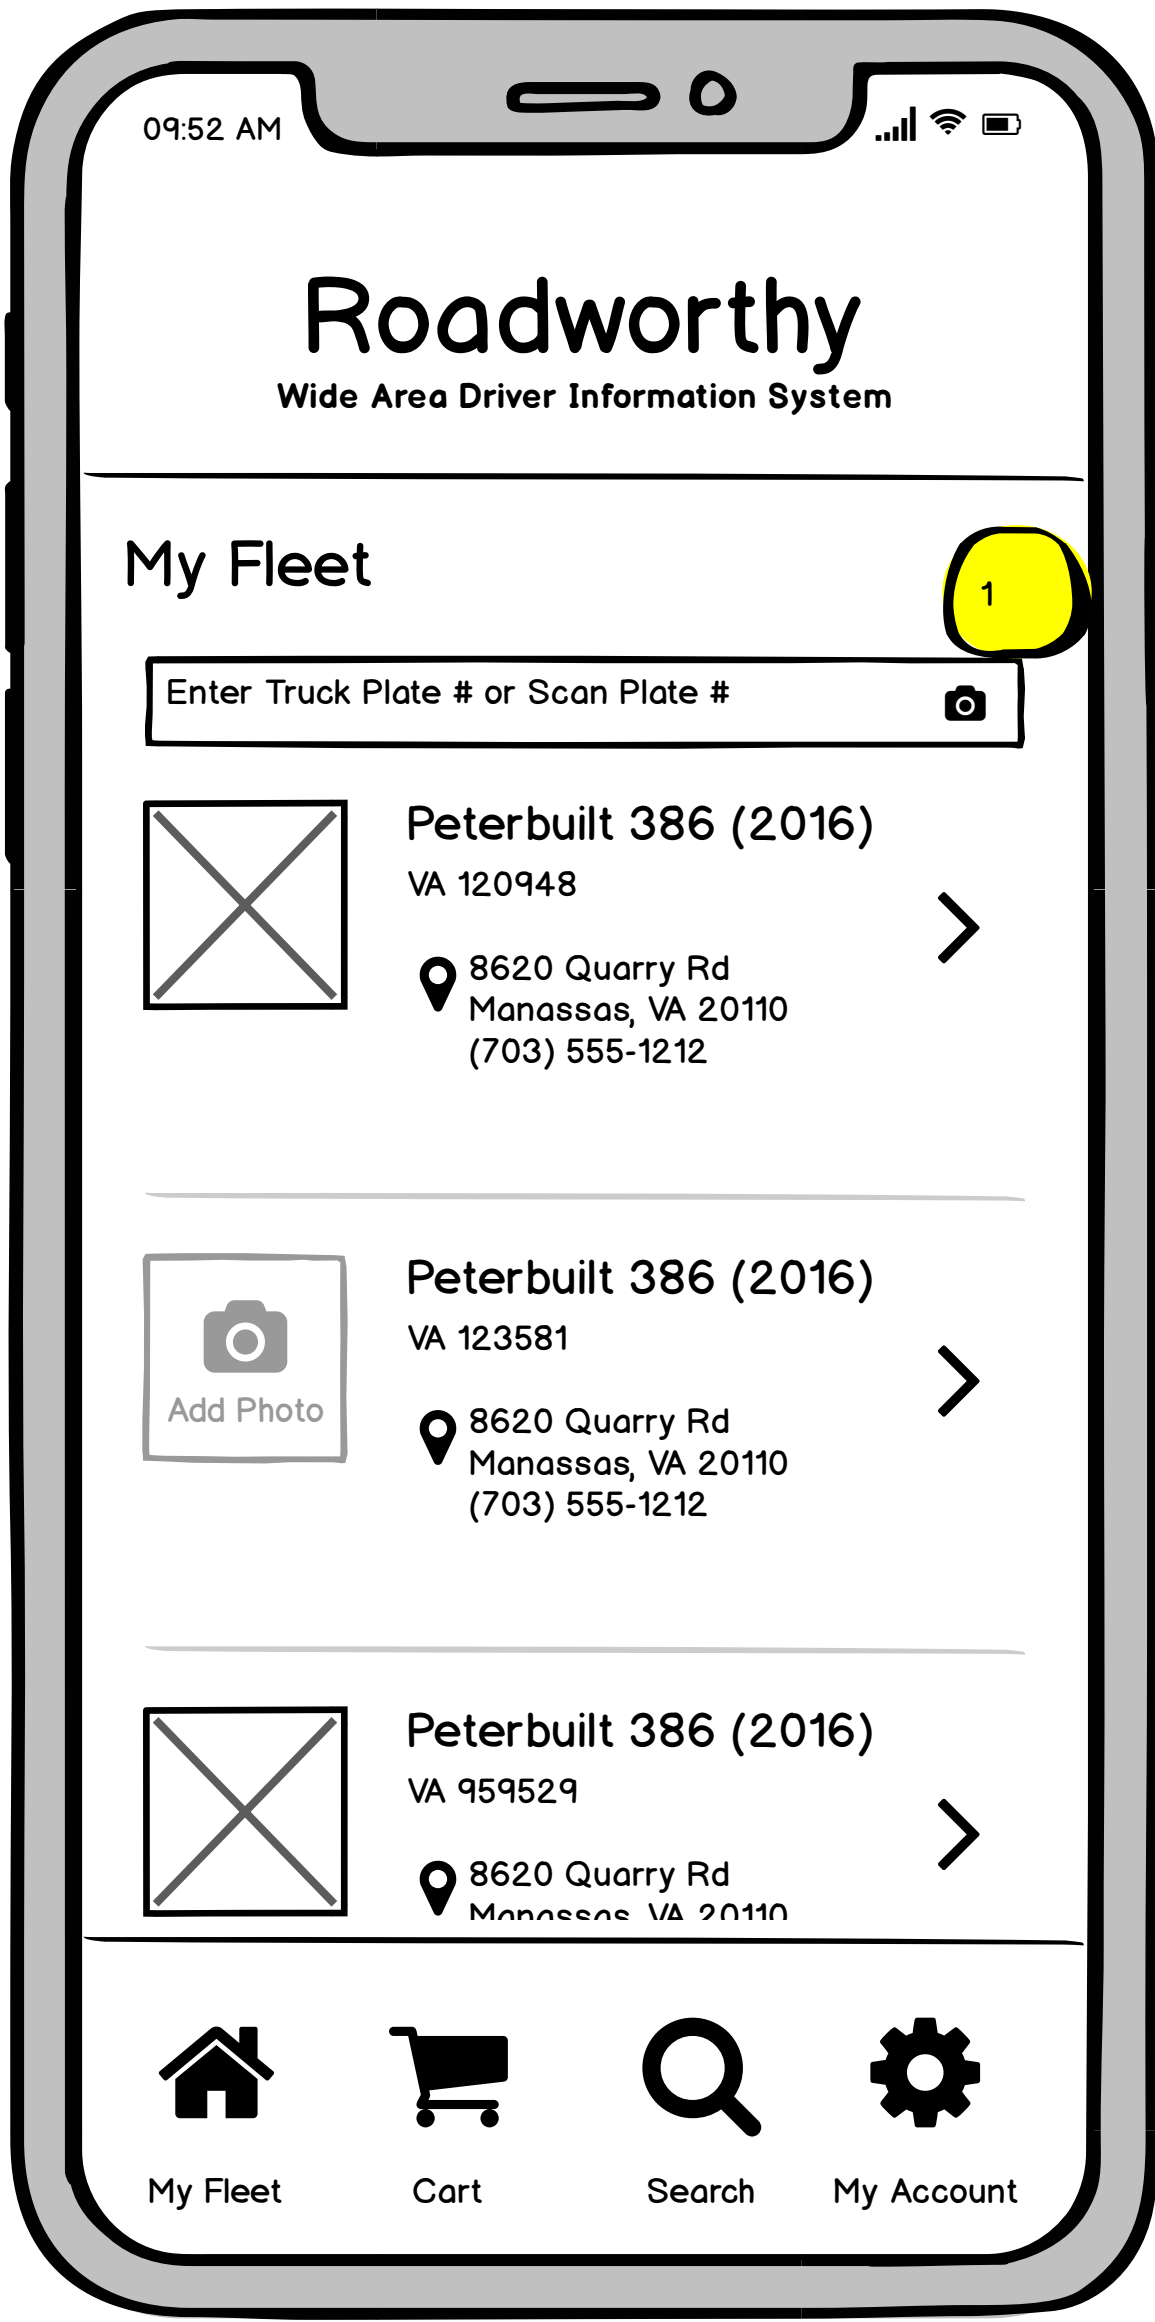 09:52 AM
Roadworthy
Wide Area Driver Information System
My Fleet
1
Enter Truck Plate # or Scan Plate #
Peterbuilt 386 (2016)
VA 120948
8620 Quarry Rd
Manassas, VA 20110
(703) 555-1212
Peterbuilt 386 (2016)
VA 123581
Add Photo
8620 Quarry Rd
Manassas, VA 20110
(703) 555-1212
Peterbuilt 386 (2016)
VA 959529
8620 Quarry Rd
Manassas, VA 20110
My Fleet
Cart
Search
My Account